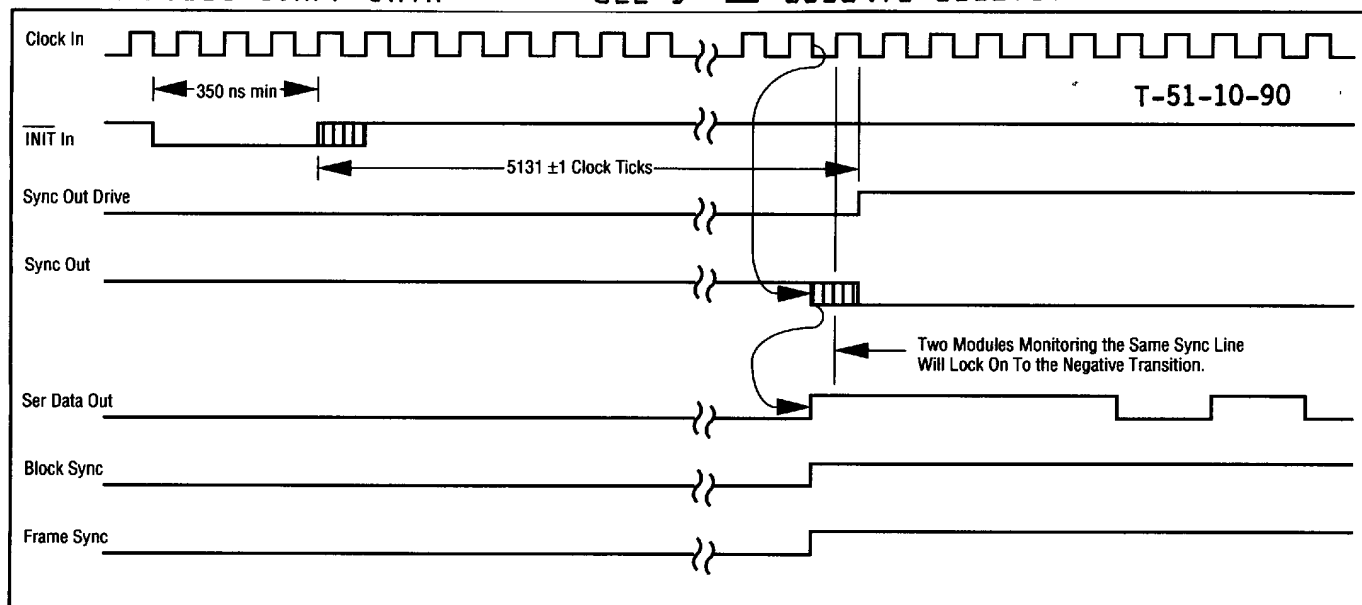 Clock In
350 ns min
T-51-10-90
INIT In
5131 ±1 Clock Ticks
Sync Out Drive
Sync Out
Two Modules Monitoring the Same Sync Line
Will Lock On To the Negative Transition.
Ser Data Out
Block Sync
Frame Sync